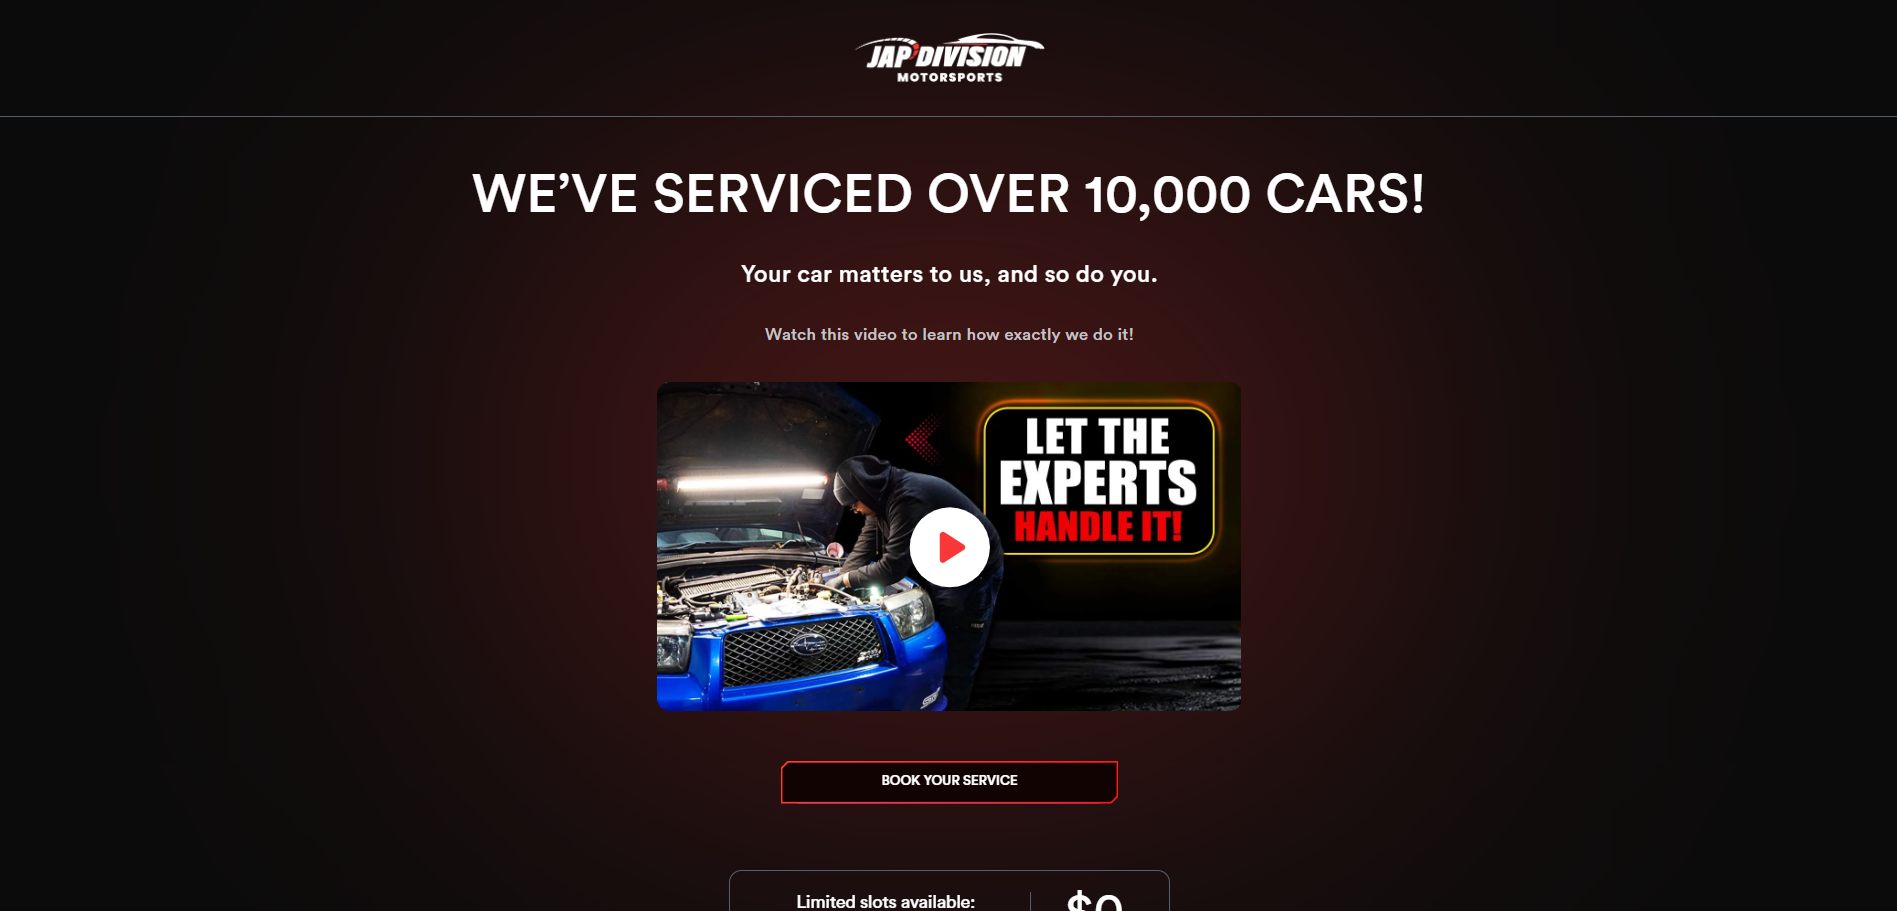 JAP'DIVISION
MOTORSPORTS
WE’VE SERVICED OVER 10,000 CARS!
Your car matters to us, and so do you.
Watch this video to learn how exactly we do it!
LET THE
EXPERTS
HANDLE IT!
BOOK YOUR SERVICE
Limited slots available:
$0